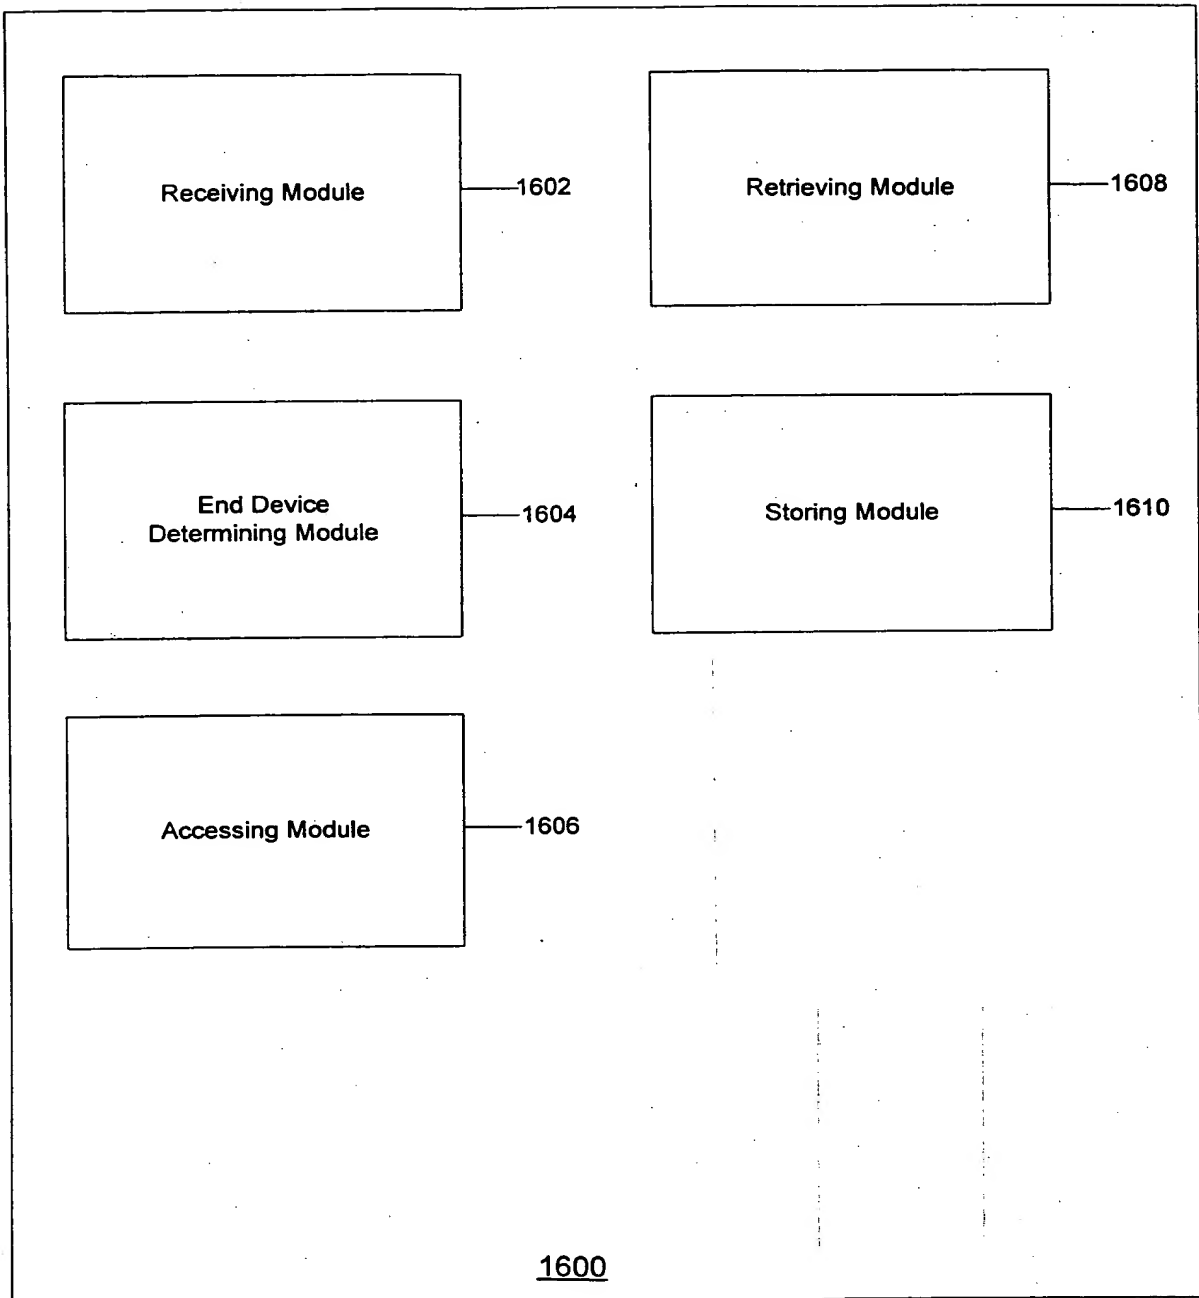 Receiving Module
1602
Retrieving Module
1608
End Device
Determining Module
1604
Storing Module
1610
Accessing Module
1606
1600